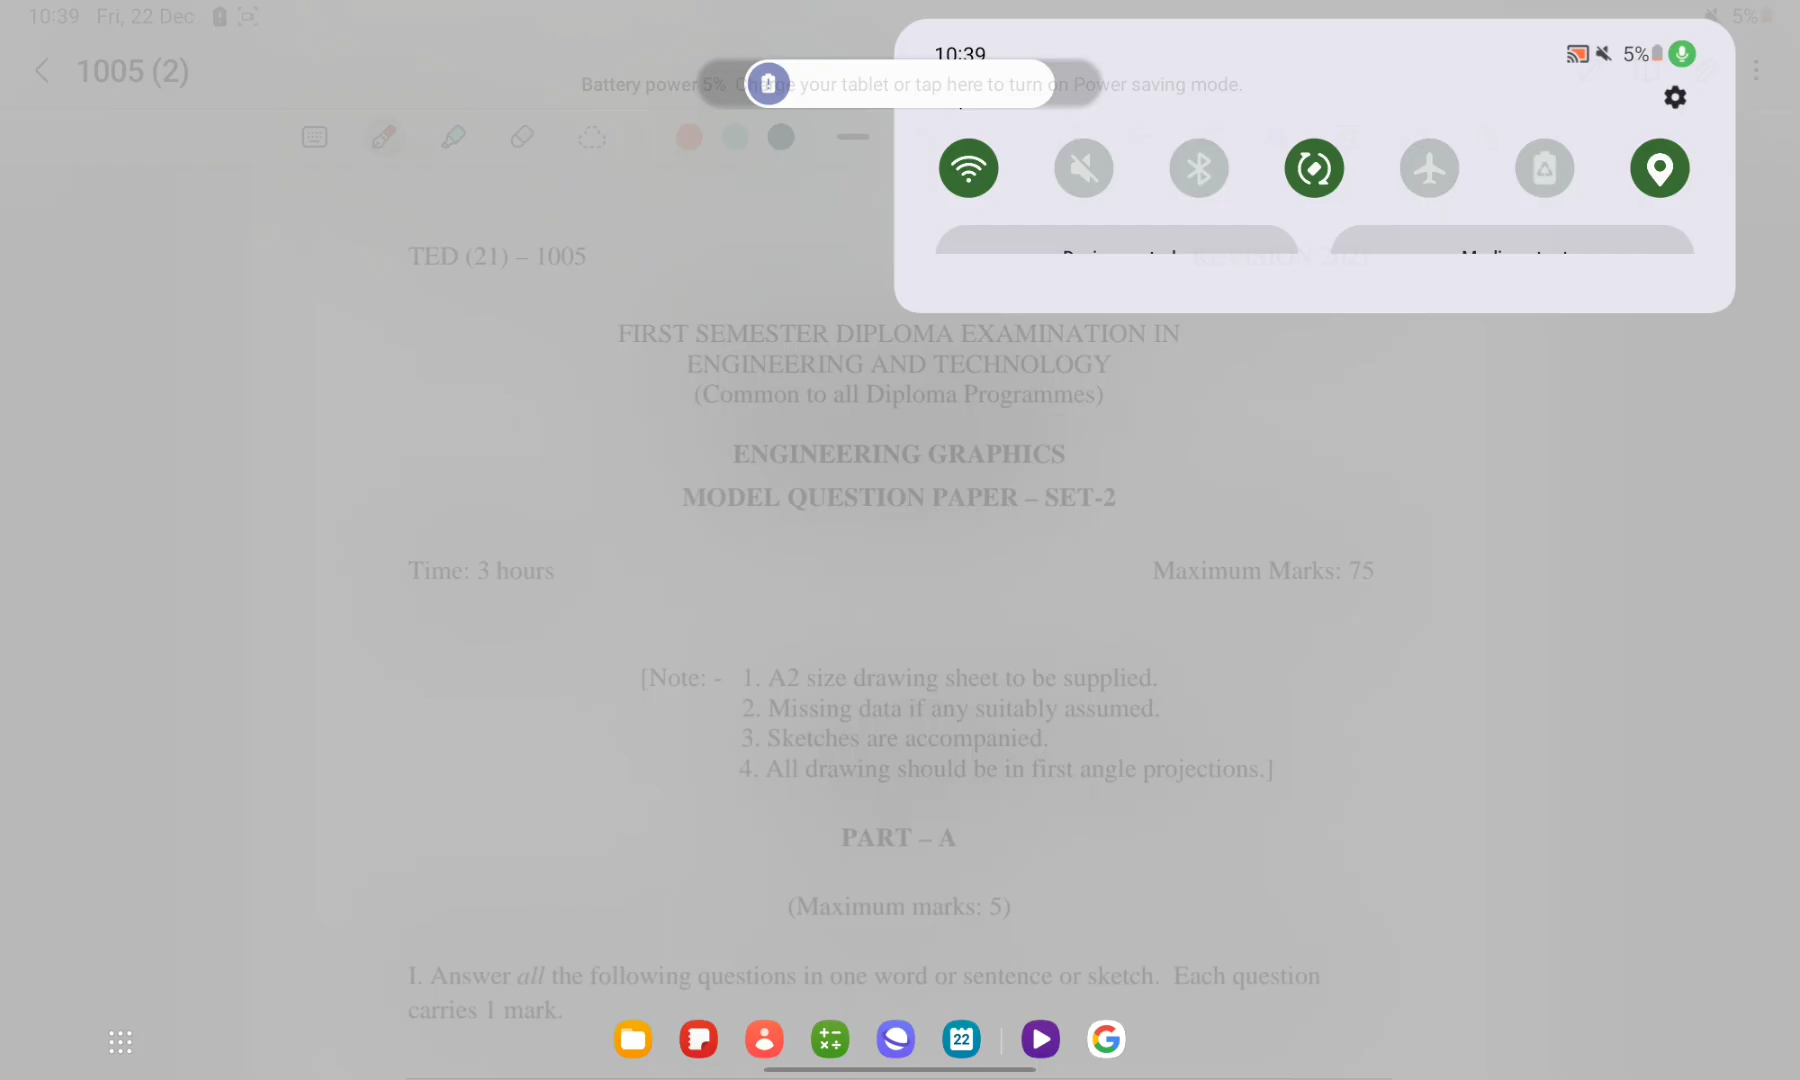 10:39 Fri, 22 Dec
5%
1005 (2)
10:39
5%
Battery power 5%. Charge your tablet or tap here to turn on Power saving mode.
TED (21) – 1005
REVISION 2021
FIRST SEMESTER DIPLOMA EXAMINATION IN
ENGINEERING AND TECHNOLOGY
(Common to all Diploma Programmes)
ENGINEERING GRAPHICS
MODEL QUESTION PAPER – SET-2
Time: 3 hours
Maximum Marks: 75
[Note: - 1. A2 size drawing sheet to be supplied.
2. Missing data if any suitably assumed.
3. Sketches are accompanied.
4. All drawing should be in first angle projections.]
PART – A
(Maximum marks: 5)
I. Answer all the following questions in one word or sentence or sketch. Each question
carries 1 mark.
22